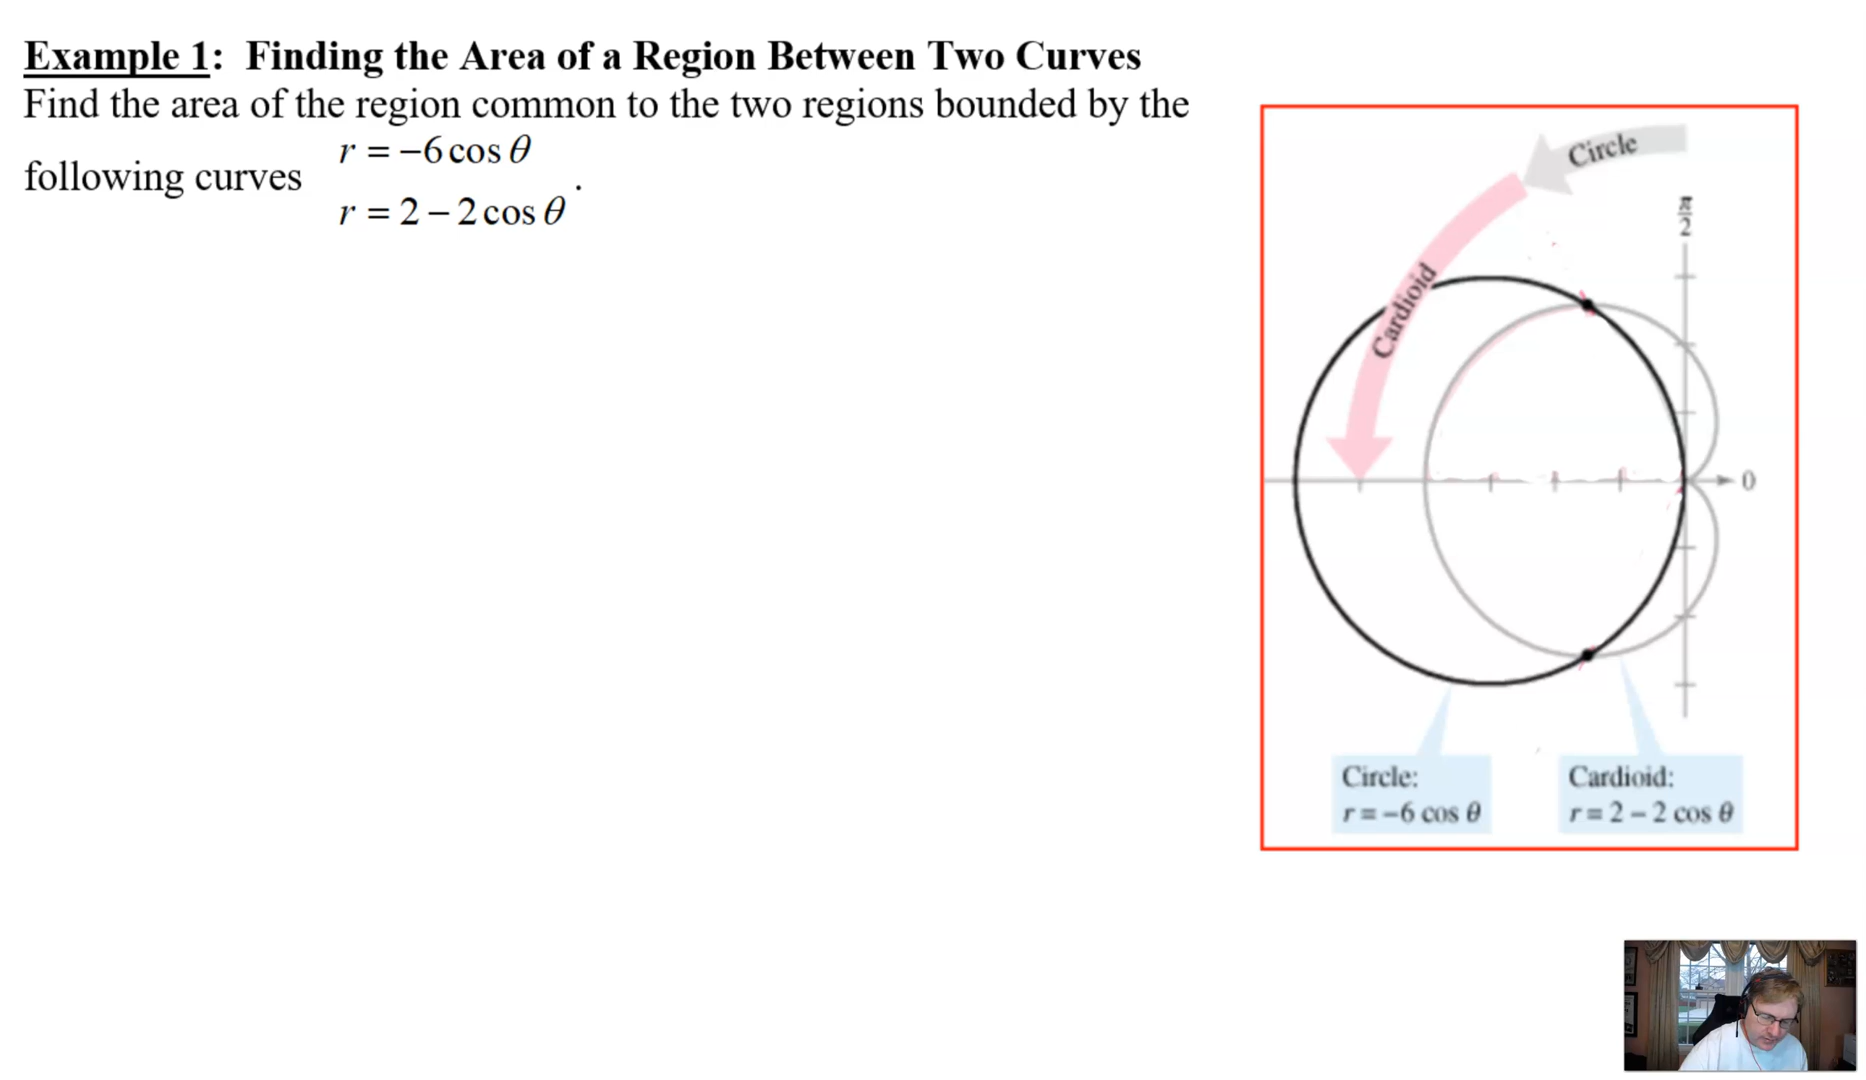 Example 1: Finding the Area of a Region Between Two Curves
Find the area of the region common to the two regions bounded by the
following curves r = −6 cos θ
r = 2 − 2 cos θ .
Circle
Cardioid
π/2
0
Circle:
r = −6 cos θ
Cardioid:
r = 2 − 2 cos θ